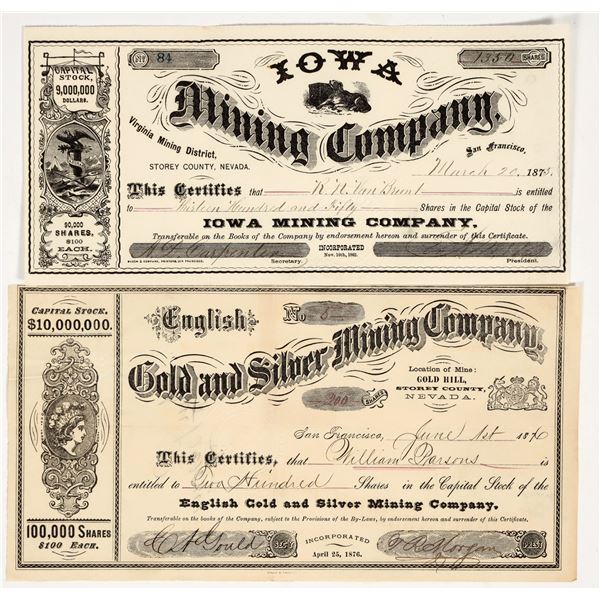 No 84
IOWA
1350 SHARES
Mining Company.
CAPITAL STOCK,
9,000,000
DOLLARS.
Virginia Mining District,
STOREY COUNTY, NEVADA.
San Francisco,
March 20, 1875.
This Certifies that is entitled
to Thirteen Hundred and Fifty Shares in the Capital Stock of the
IOWA MINING COMPANY,
Transferable on the Books of the Company by endorsement hereon and surrender of this Certificate.
90,000
SHARES,
$100
EACH.
INCORPORATED
Secretary.
President.
CAPITAL STOCK.
$10,000,000.
English
No 5
Gold and Silver Mining Company.
200 SHARES
Location of Mine:
GOLD HILL,
STOREY COUNTY,
NEVADA.
San Francisco, June 1st 1876
This Certifies, that William Parsons is
entitled to Two Hundred Shares in the Capital Stock of the
English Gold and Silver Mining Company.
Transferable on the books of the Company, subject to the Provisions of the By-Laws, by endorsement hereon and surrender of this Certificate.
100,000 SHARES
$100 EACH.
Gould SEC'Y
INCORPORATED
April 25, 1876.
Morgan PREST